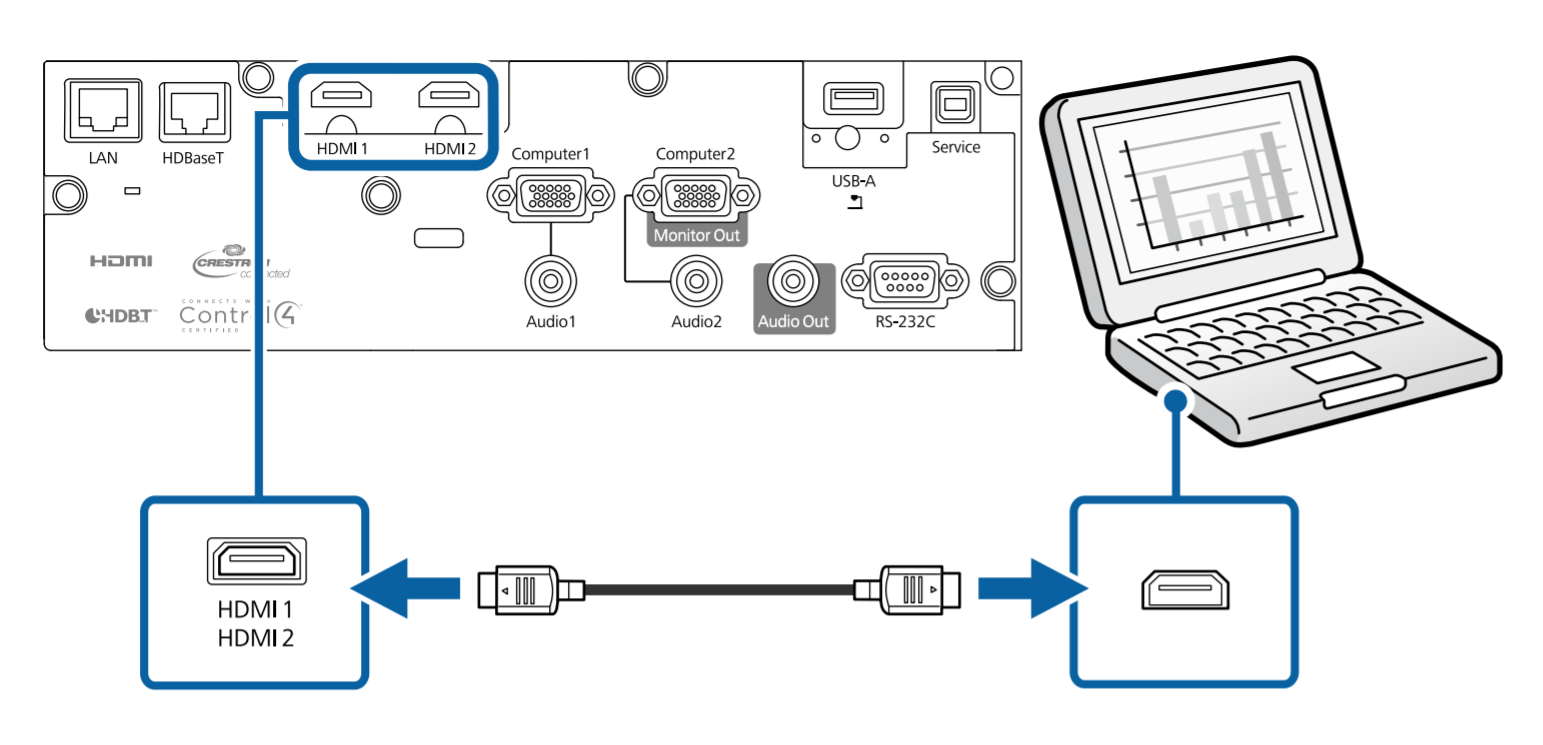 LAN
HDBaseT
HDMI 1
HDMI 2
Computer1
Computer2
USB-A
Service
Monitor Out
HDMI
CRESTRON
connected
HDBT
CONNECTS WITH
Control4
CERTIFIED
Audio1
Audio2
Audio Out
RS-232C
HDMI 1
HDMI 2